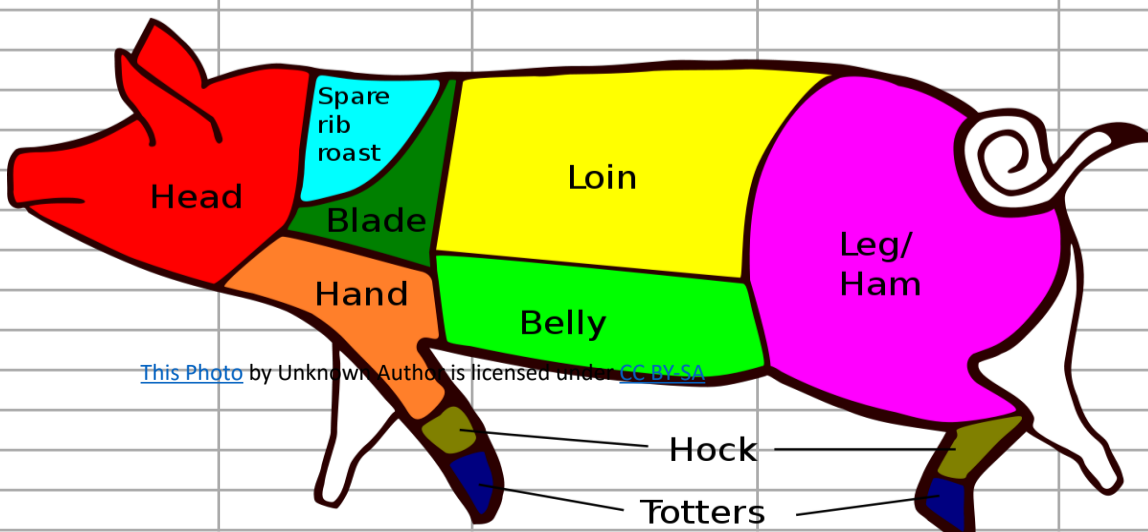 Spare
rib
roast
Head
Blade
Loin
Leg/
Ham
Hand
Belly
This Photo by Unknown Author is licensed under CC BY-SA
Hock
Totters